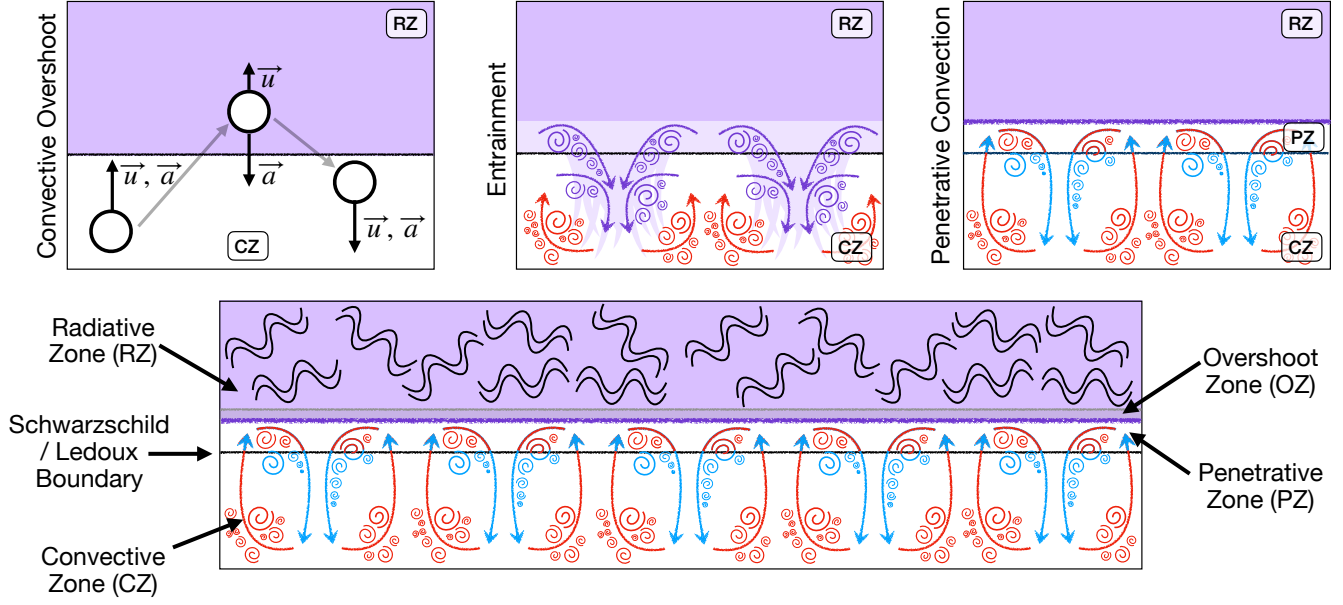 Convective Overshoot
RZ
u
u, a
a
u, a
CZ
Entrainment
RZ
CZ
Penetrative Convection
RZ
PZ
CZ
Radiative
Zone (RZ)
Schwarzschild
/ Ledoux
Boundary
Convective
Zone (CZ)
Overshoot
Zone (OZ)
Penetrative
Zone (PZ)